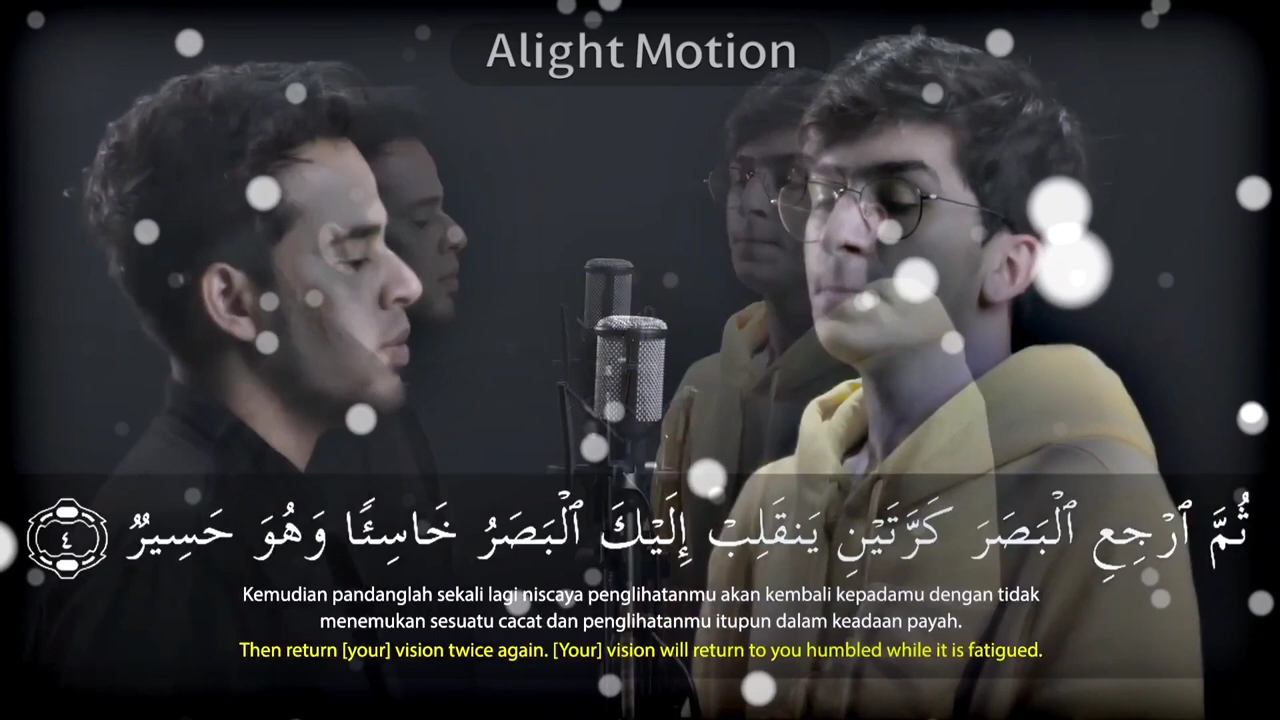 Alight Motion
ثُمَّ ٱرْجِعِ ٱلْبَصَرَ كَرَّتَيْنِ يَنقَلِبْ إِلَيْكَ ٱلْبَصَرُ خَاسِئًا وَهُوَ حَسِيرٌ ٤
Kemudian pandanglah sekali lagi niscaya penglihatanmu akan kembali kepadamu dengan tidak
menemukan sesuatu cacat dan penglihatanmu itupun dalam keadaan payah.
Then return [your] vision twice again. [Your] vision will return to you humbled while it is fatigued.